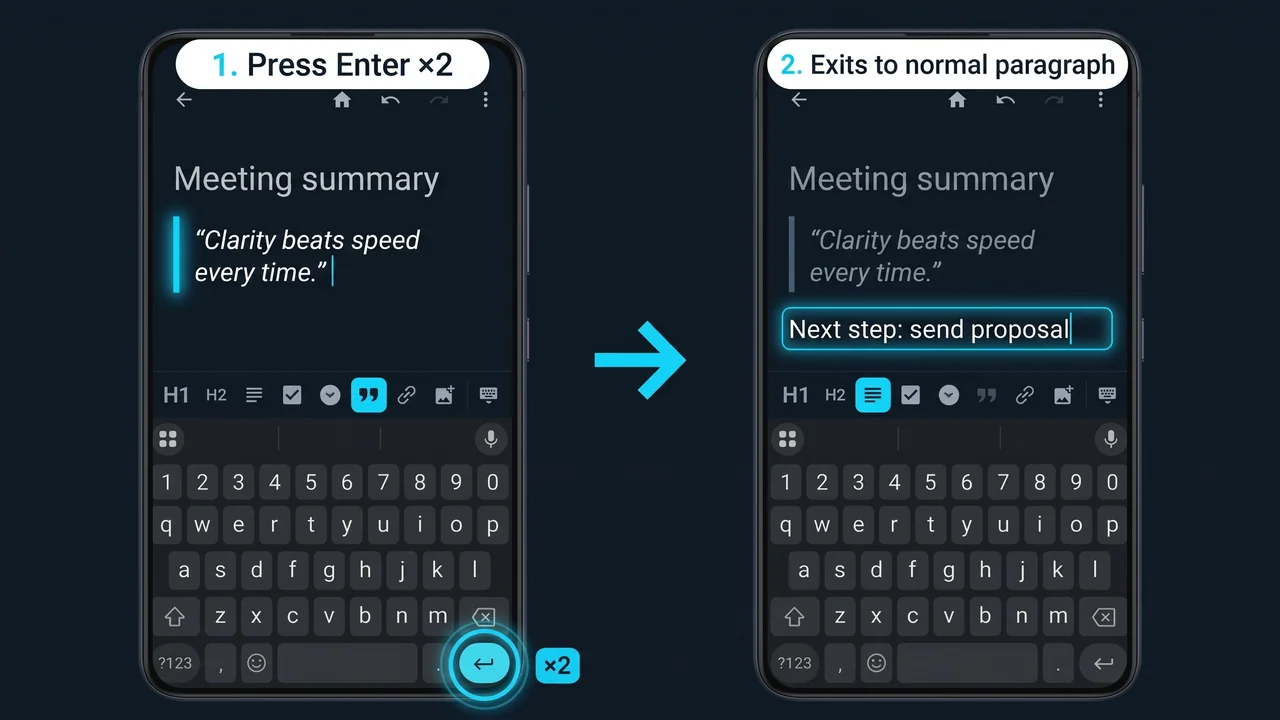 1. Press Enter ×2
Meeting summary
“Clarity beats speed
every time.”
H1 H2
1 2 3 4 5 6 7 8 9 0
q w e r t y u i o p
a s d f g h j k l
z x c v b n m
?123 , .
×2
2. Exits to normal paragraph
Meeting summary
“Clarity beats speed
every time.”
Next step: send proposal
H1 H2
1 2 3 4 5 6 7 8 9 0
q w e r t y u i o p
a s d f g h j k l
z x c v b n m
?123 , .